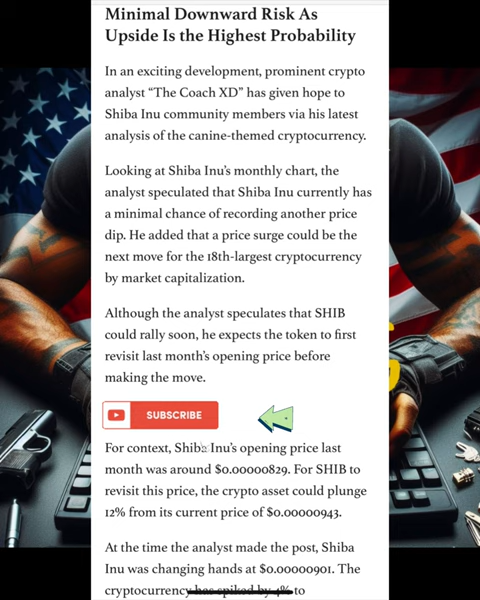 Minimal Downward Risk As
Upside Is the Highest Probability
In an exciting development, prominent crypto
analyst “The Coach XD” has given hope to
Shiba Inu community members via his latest
analysis of the canine-themed cryptocurrency.
Looking at Shiba Inu’s monthly chart, the
analyst speculated that Shiba Inu currently has
a minimal chance of recording another price
dip. He added that a price surge could be the
next move for the 18th-largest cryptocurrency
by market capitalization.
Although the analyst speculates that SHIB
could rally soon, he expects the token to first
revisit last month’s opening price before
making the move.
SUBSCRIBE
For context, Shiba Inu’s opening price last
month was around $0.00000829. For SHIB to
revisit this price, the crypto asset could plunge
12% from its current price of $0.00000943.
At the time the analyst made the post, Shiba
Inu was changing hands at $0.00000901. The
cryptocurrency has spiked by 4% to